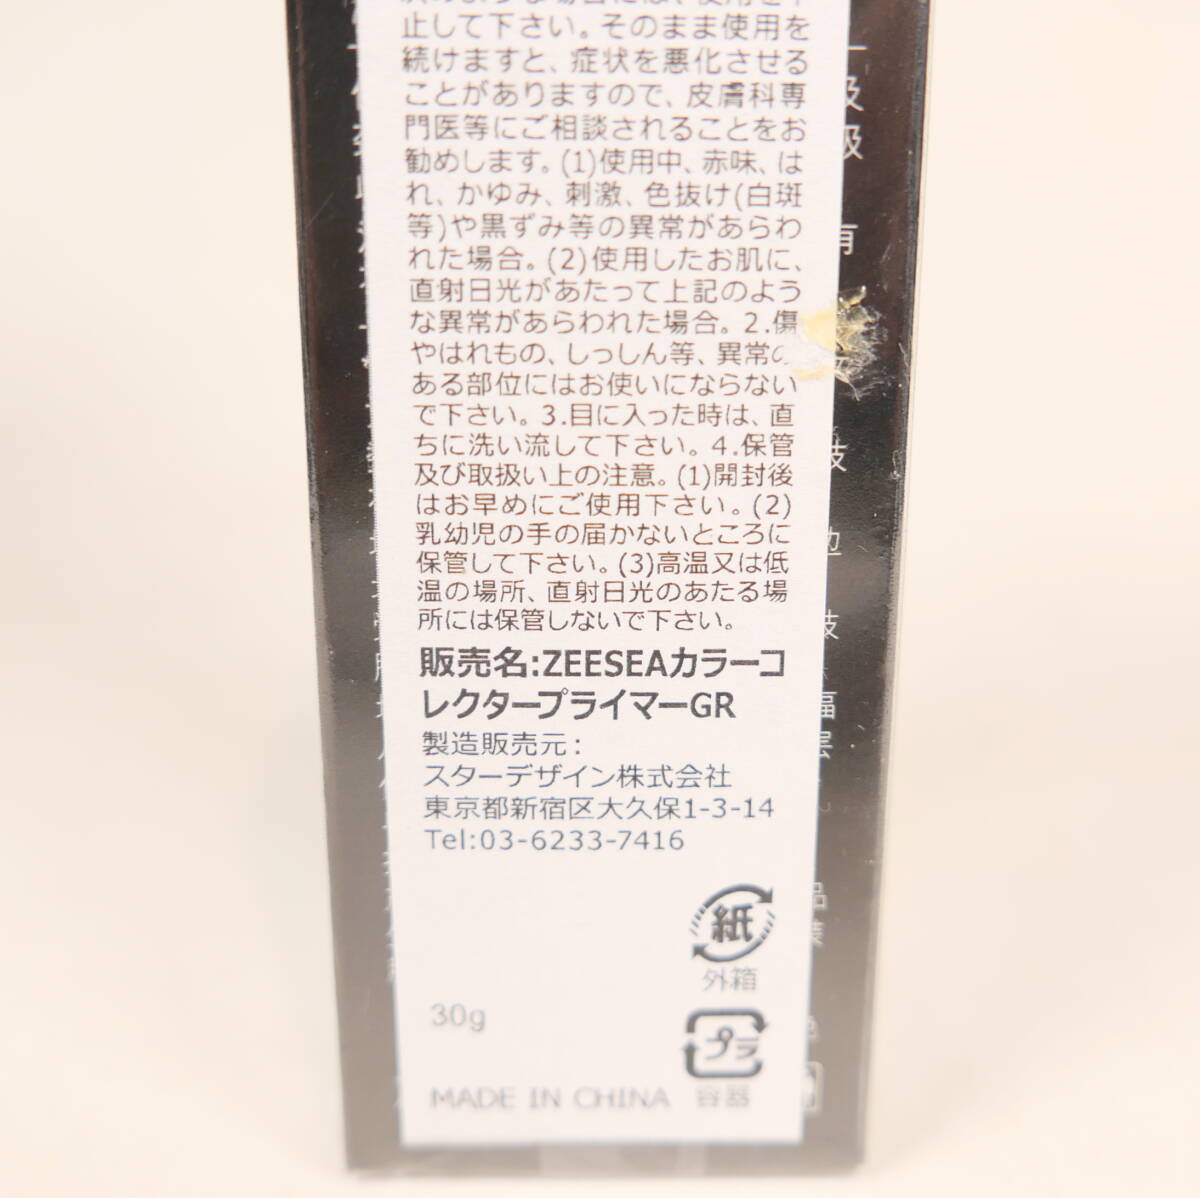 止して下さい。そのまま使用を
続けますと、症状を悪化させる
ことがありますので、皮膚科専
門医等にご相談されることをお
勧めします。(1)使用中、赤味、は
れ、かゆみ、刺激、色抜け(白斑
等)や黒ずみ等の異常があらわ
れた場合。(2)使用したお肌に、
直射日光があたって上記のよう
な異常があらわれた場合。2.傷
やはれもの、しっしん等、異常の
ある部位にはお使いにならない
で下さい。3.目に入った時は、直
ちに洗い流して下さい。4.保管
及び取扱い上の注意。(1)開封後
はお早めにご使用下さい。(2)
乳幼児の手の届かないところに
保管して下さい。(3)高温又は低
温の場所、直射日光のあたる場
所には保管しないで下さい。
販売名:ZEESEAカラーコ
レクタープライマーGR
製造販売元:
スターデザイン株式会社
東京都新宿区大久保1-3-14
Tel:03-6233-7416
紙
外箱
30g
プラ
MADE IN CHINA 容器